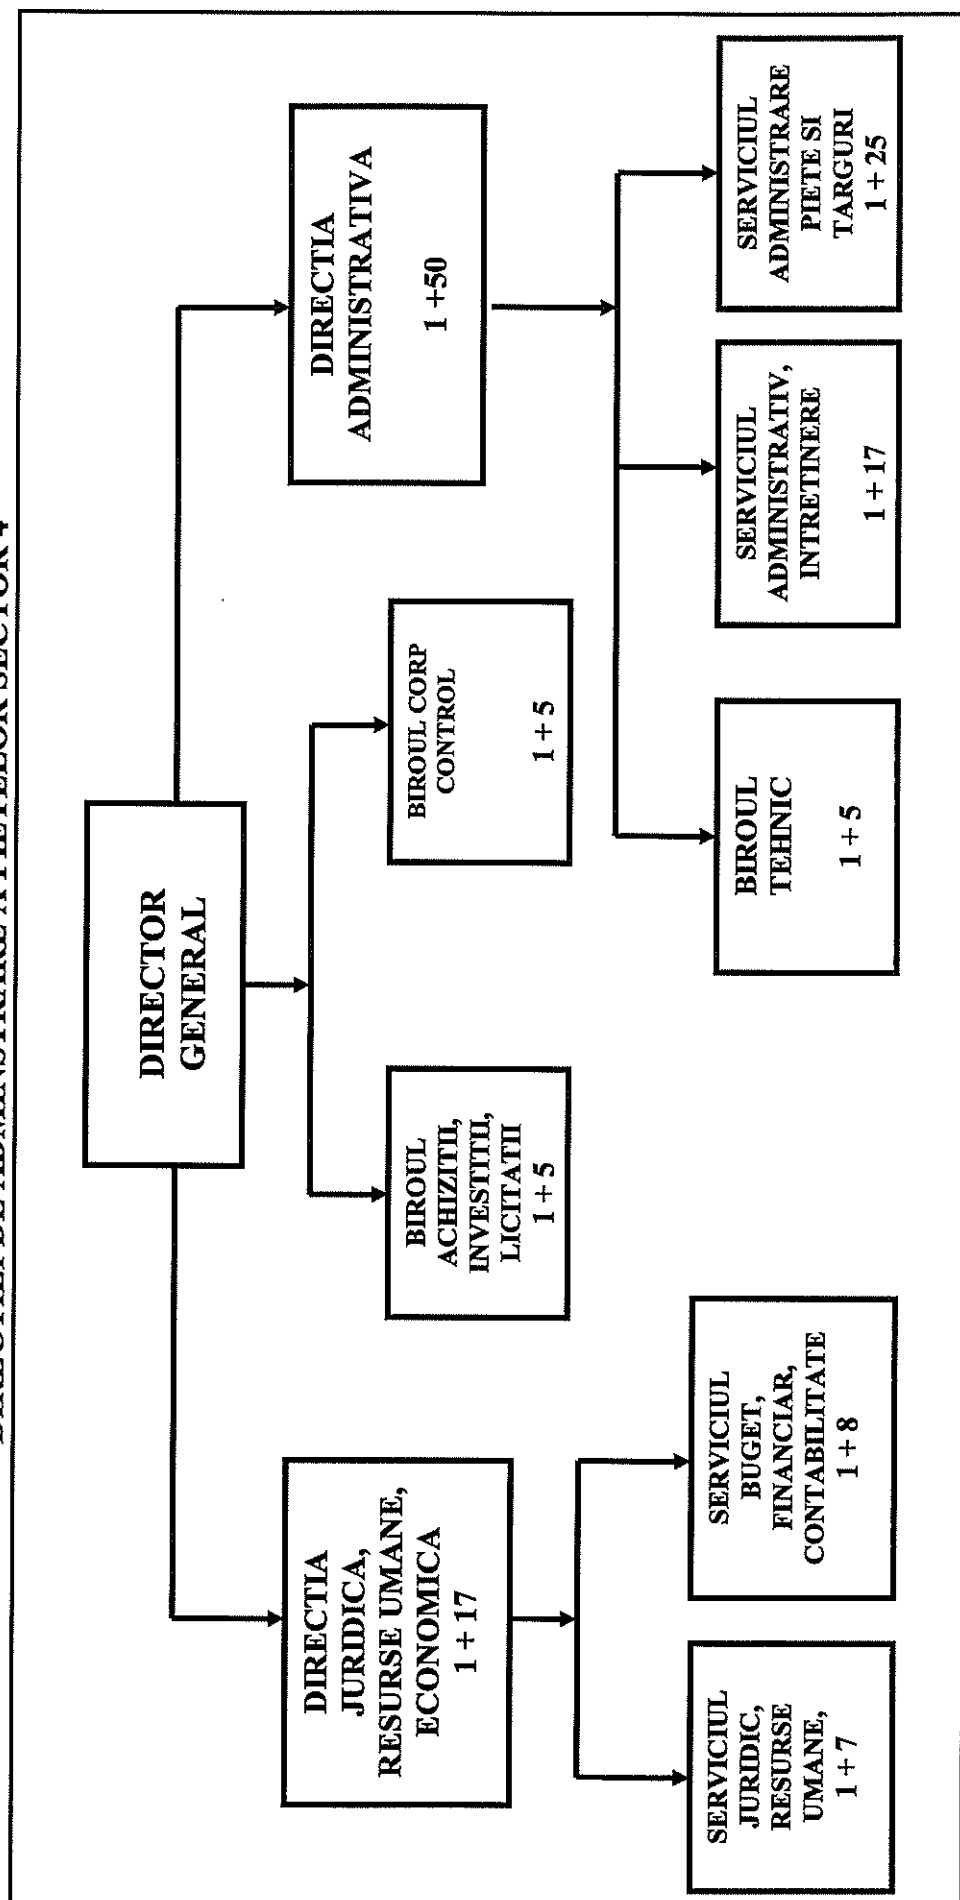 DIRECTOR
GENERAL
DIRECTIA
JURIDICA,
RESURSE UMANE,
ECONOMICA
1 + 17
DIRECTIA
ADMINISTRATIVA
1 +50
BIROUL
ACHIZITII,
INVESTITII,
LICITATII
1 + 5
BIROUL CORP
CONTROL
1 + 5
SERVICIUL
JURIDIC,
RESURSE
UMANE,
1 + 7
SERVICIUL
BUGET,
FINANCIAR,
CONTABILITATE
1 + 8
BIROUL
TEHNIC
1 + 5
SERVICIUL
ADMINISTRATIV,
INTRETINERE
1 + 17
SERVICIUL
ADMINISTRARE
PIETE SI
TARGURI
1 + 25